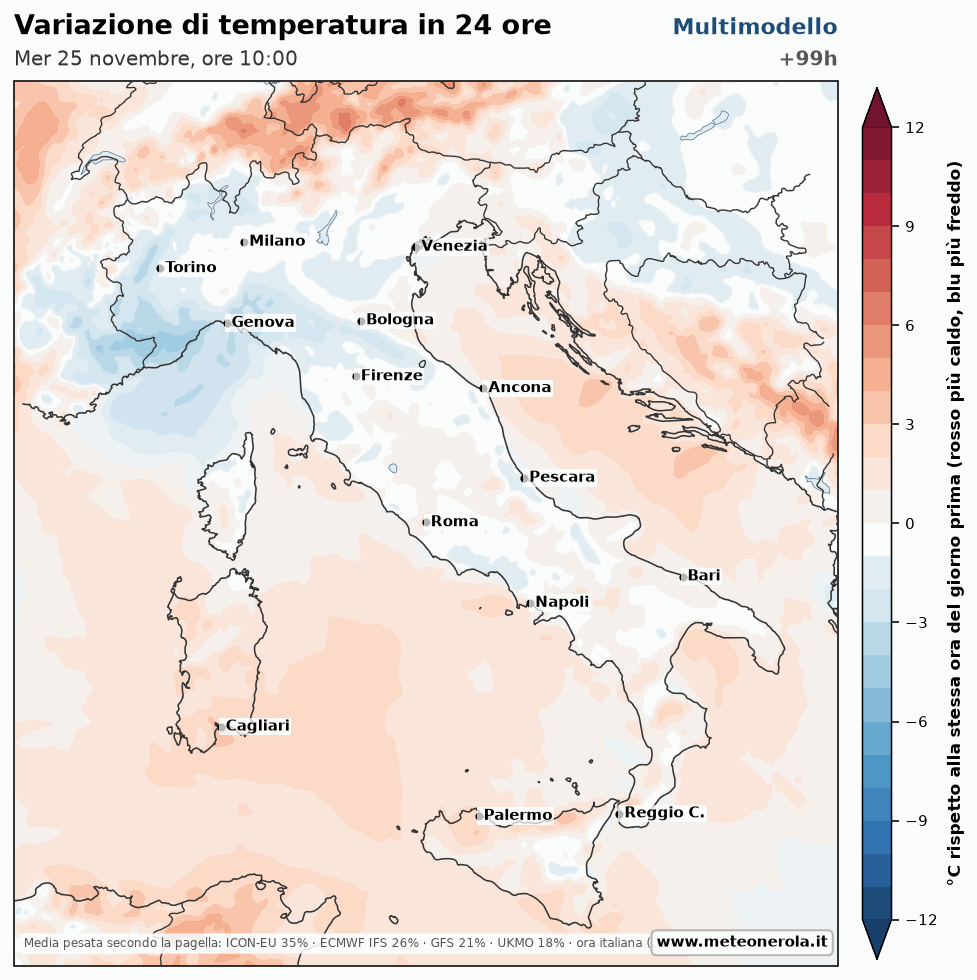 Variazione di temperatura in 24 ore
Multimodello
Mer 25 novembre, ore 10:00
+99h
Milano
Venezia
Torino
Genova
Bologna
Firenze
Ancona
Pescara
Roma
Bari
Napoli
Cagliari
Palermo
Reggio C.
12
9
6
3
0
−3
−6
−9
−12
°C rispetto alla stessa ora del giorno prima (rosso più caldo, blu più freddo)
Media pesata secondo la pagella: ICON-EU 35% · ECMWF IFS 26% · GFS 21% · UKMO 18% · ora italiana (
www.meteonerola.it